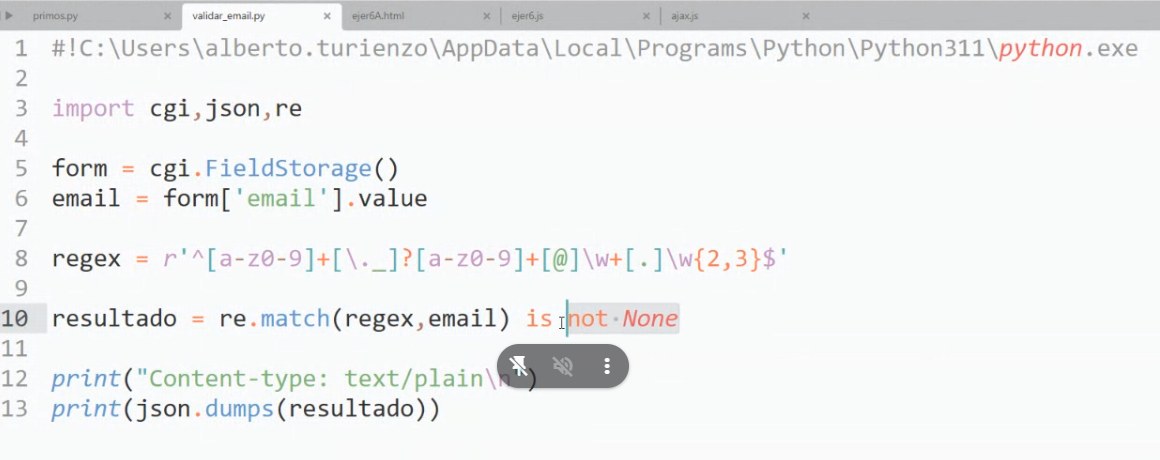 primos.py × validar_email.py × ejer6A.html × ejer6.js × ajax.js ×
1 #!C:\Users\alberto.turienzo\AppData\Local\Programs\Python\Python311\python.exe
2
3 import cgi,json,re
4
5 form = cgi.FieldStorage()
6 email = form['email'].value
7
8 regex = r'^[a-z0-9]+[\._]?[a-z0-9]+[@]\w+[.]\w{2,3}$'
9
10 resultado = re.match(regex,email) is not None
11
12 print("Content-type: text/plain\n")
13 print(json.dumps(resultado))